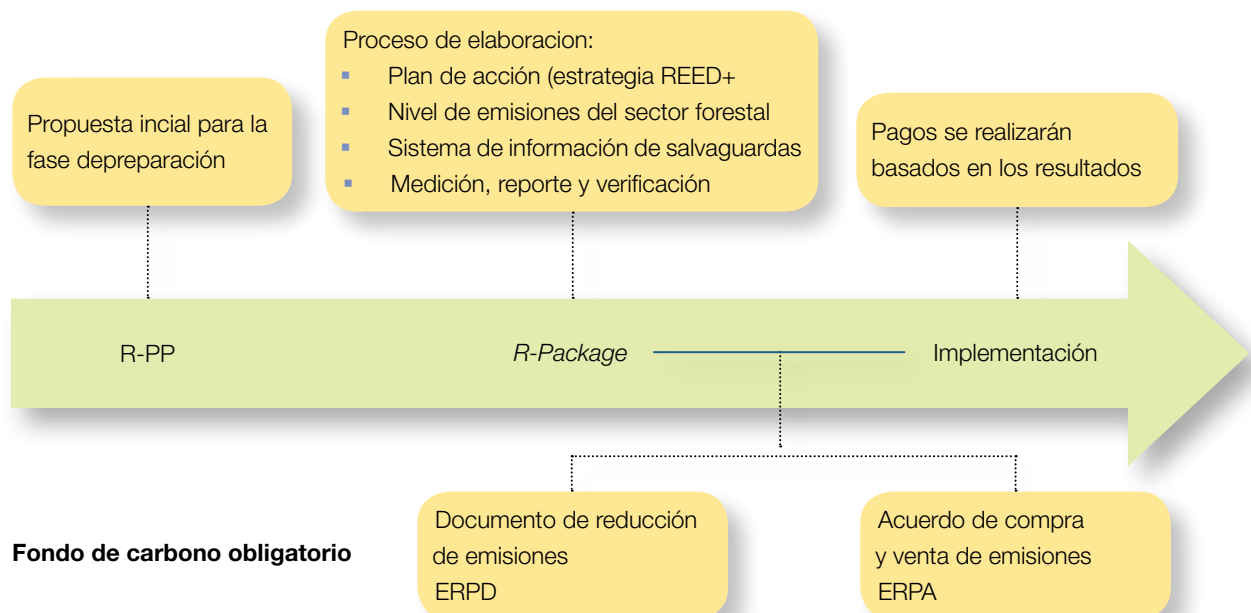 Propuesta incial para la
fase depreparación
Proceso de elaboracion:
▪ Plan de acción (estrategia REED+
▪ Nivel de emisiones del sector forestal
▪ Sistema de información de salvaguardas
▪ Medición, reporte y verificación
Pagos se realizarán
basados en los resultados
R-PP
R-Package
Implementación
Fondo de carbono obligatorio
Documento de reducción
de emisiones
ERPD
Acuerdo de compra
y venta de emisiones
ERPA